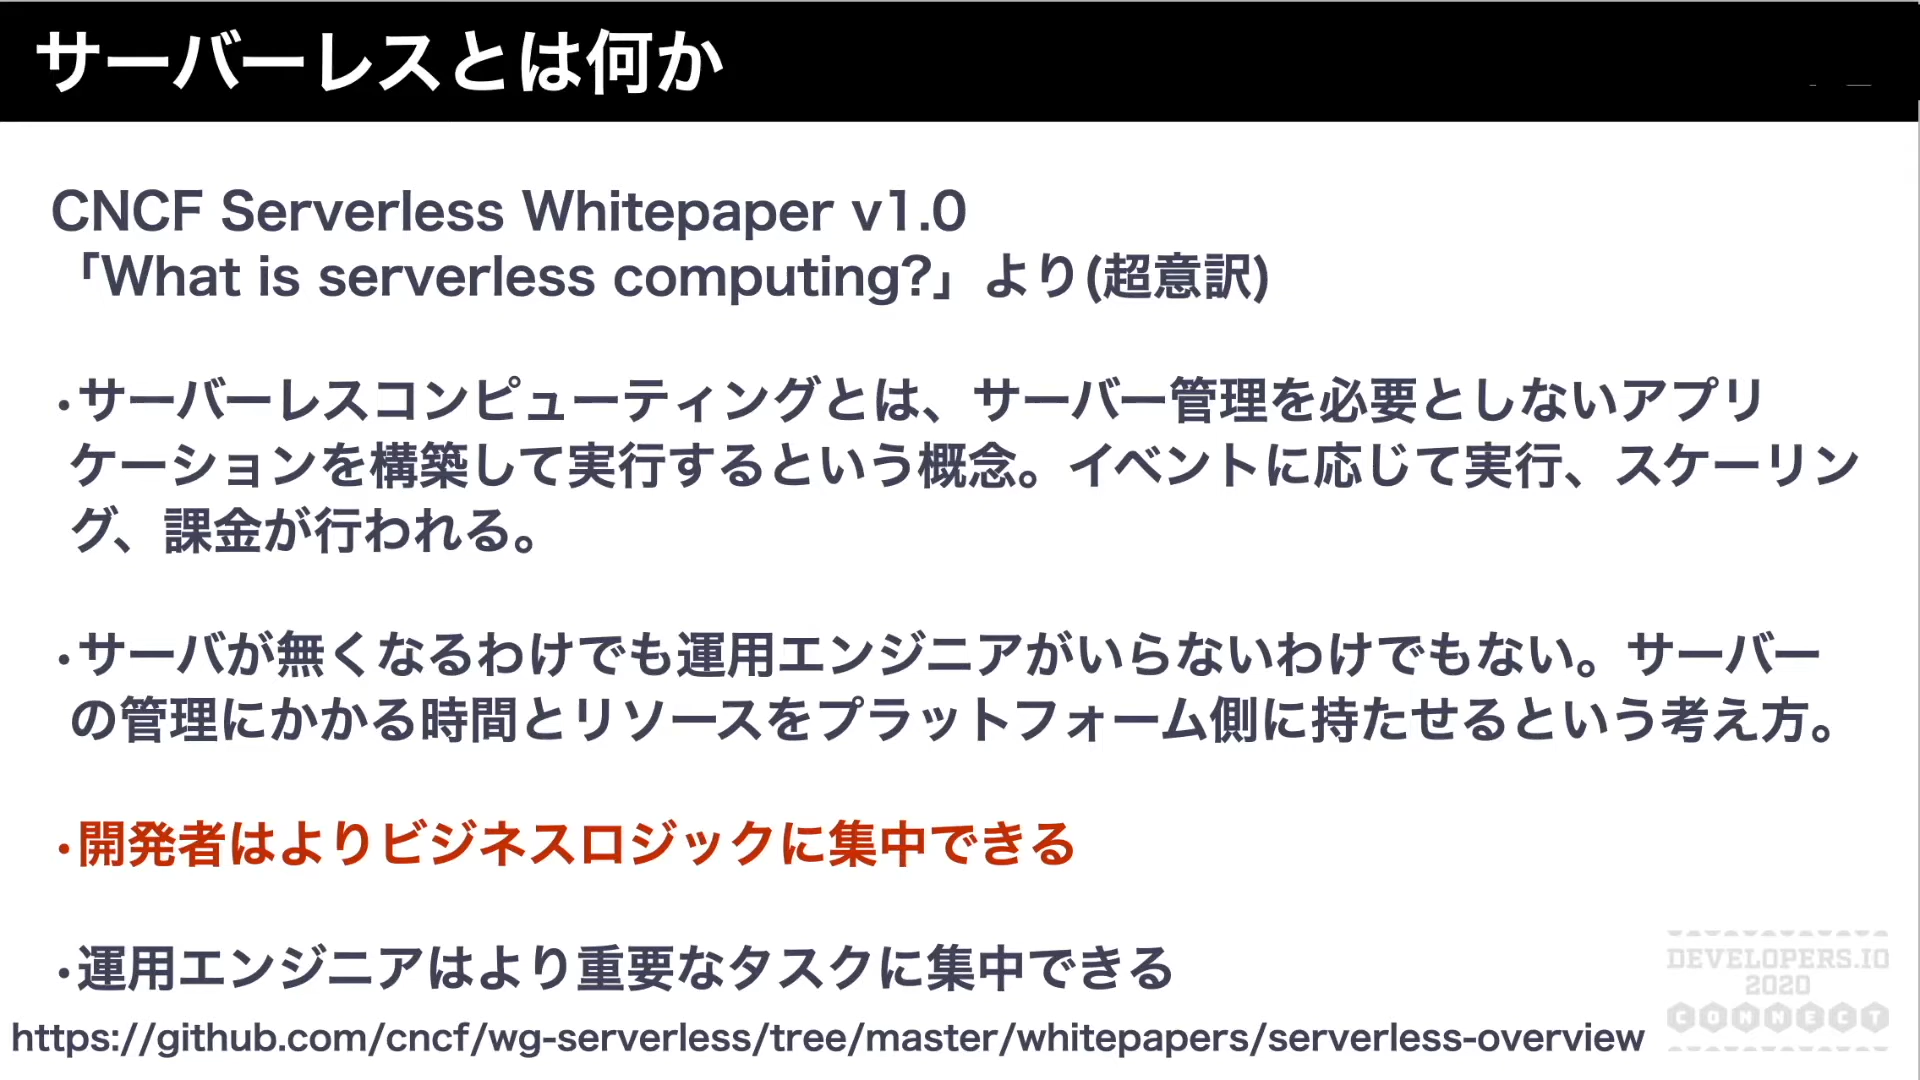 サーバーレスとは何か
CNCF Serverless Whitepaper v1.0
「What is serverless computing?」より(超意訳)
・サーバーレスコンピューティングとは、サーバー管理を必要としないアプリ
ケーションを構築して実行するという概念。イベントに応じて実行、スケーリン
グ、課金が行われる。
・サーバが無くなるわけでも運用エンジニアがいらないわけでもない。サーバー
の管理にかかる時間とリソースをプラットフォーム側に持たせるという考え方。
・開発者はよりビジネスロジックに集中できる
・運用エンジニアはより重要なタスクに集中できる
https://github.com/cncf/wg-serverless/tree/master/whitepapers/serverless-overview
DEVELOPERS.IO
2020
CONNECT